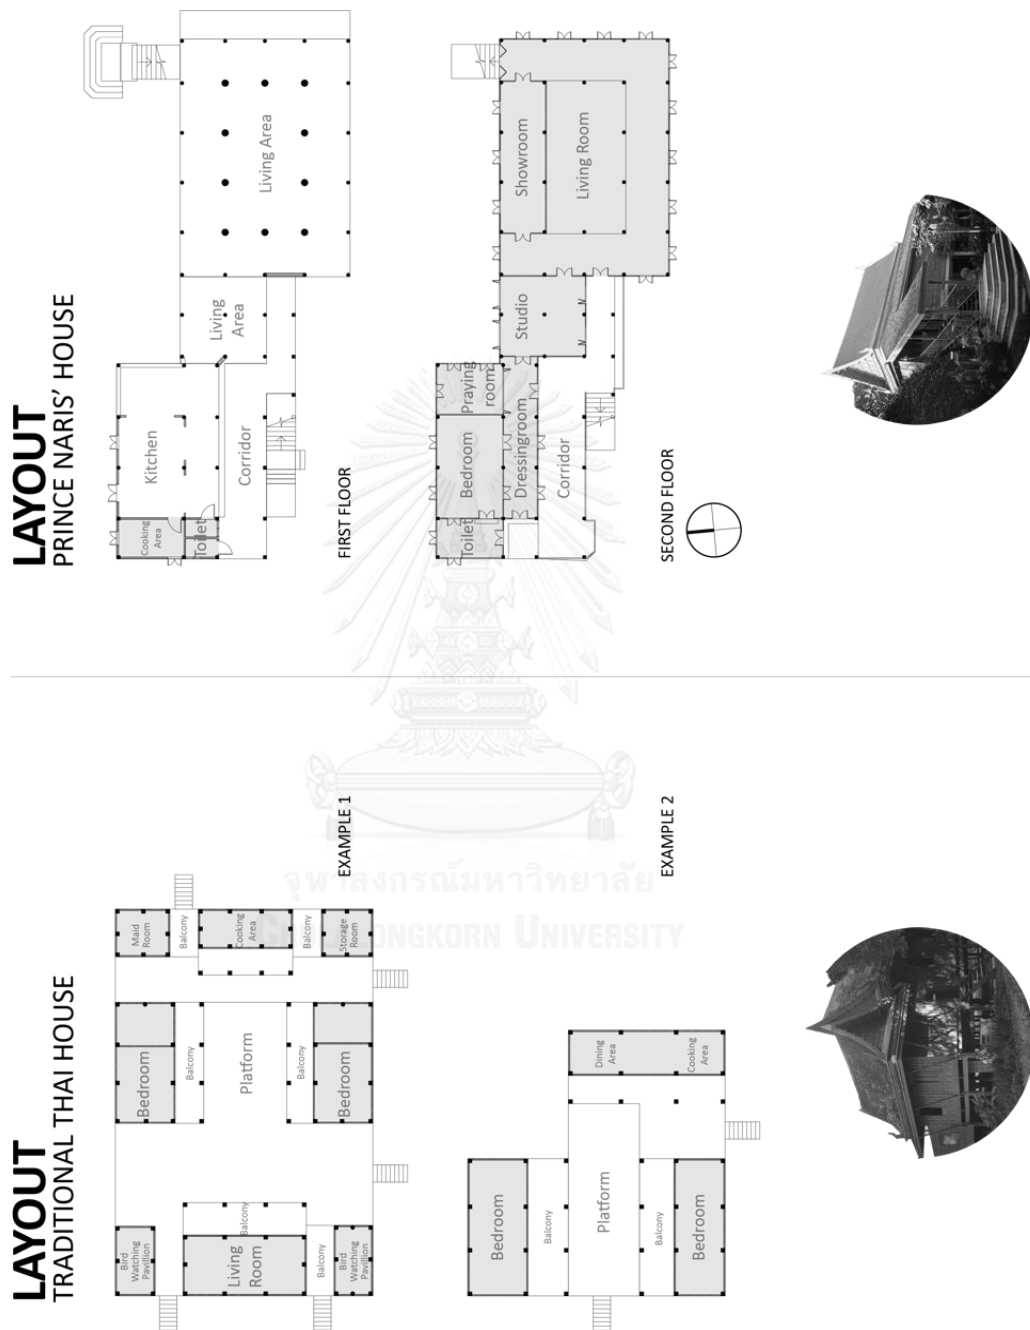 LAYOUT
TRADITIONAL THAI HOUSE
Bird
Watching
Pavillion
Living
Room
Balcony
Balcony
Bird
Watching
Pavillion
Bedroom
Balcony
Platform
Balcony
Bedroom
Maid
Room
Balcony
Cooking
Area
Balcony
Storage
Room
EXAMPLE 1
Bedroom
Balcony
Platform
Balcony
Bedroom
Dining
Area
Cooking
Area
EXAMPLE 2
LAYOUT
PRINCE NARIS' HOUSE
Cooking
Area
Toilet
Kitchen
Corridor
Living
Area
Living Area
FIRST FLOOR
Toilet
Bedroom
Praying
room
Dressingroom
Corridor
Studio
Showroom
Living Room
SECOND FLOOR
จุฬาลงกรณ์มหาวิทยาลัย
CHULALONGKORN UNIVERSITY